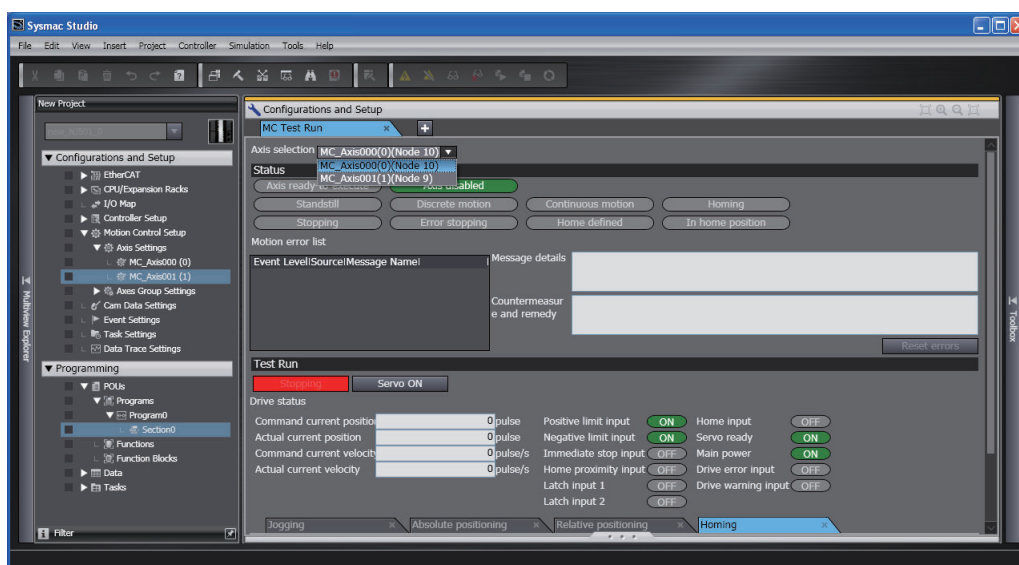 Sysmac Studio
File Edit View Insert Project Controller Simulation Tools Help
Multiview Explorer
New Project
new_NJ501_0
Configurations and Setup
EtherCAT
CPU/Expansion Racks
I/O Map
Controller Setup
Motion Control Setup
Axis Settings
MC_Axis000 (0)
MC_Axis001 (1)
Axes Group Settings
Cam Data Settings
Event Settings
Task Settings
Data Trace Settings
Programming
POUs
Programs
Program0
Section0
Functions
Function Blocks
Data
Tasks
Filter
Configurations and Setup
MC Test Run
Axis selection MC_Axis000(0)(Node 10)
MC_Axis000(0)(Node 10)
MC_Axis001(1)(Node 9)
Status
Axis ready-to-execute Axis disabled
Standstill Discrete motion Continuous motion Homing
Stopping Error stopping Home defined In home position
Motion error list
Event Level|Source|Message Name|
Message details
Countermeasur
e and remedy
Reset errors
Test Run
Stopping Servo ON
Drive status
Command current position 0 pulse Positive limit input ON Home input OFF
Actual current position 0 pulse Negative limit input ON Servo ready ON
Command current velocity 0 pulse/s Immediate stop input OFF Main power ON
Actual current velocity 0 pulse/s Home proximity input OFF Drive error input OFF
Latch input 1 OFF Drive warning input OFF
Latch input 2 OFF
Jogging Absolute positioning Relative positioning Homing
Toolbox